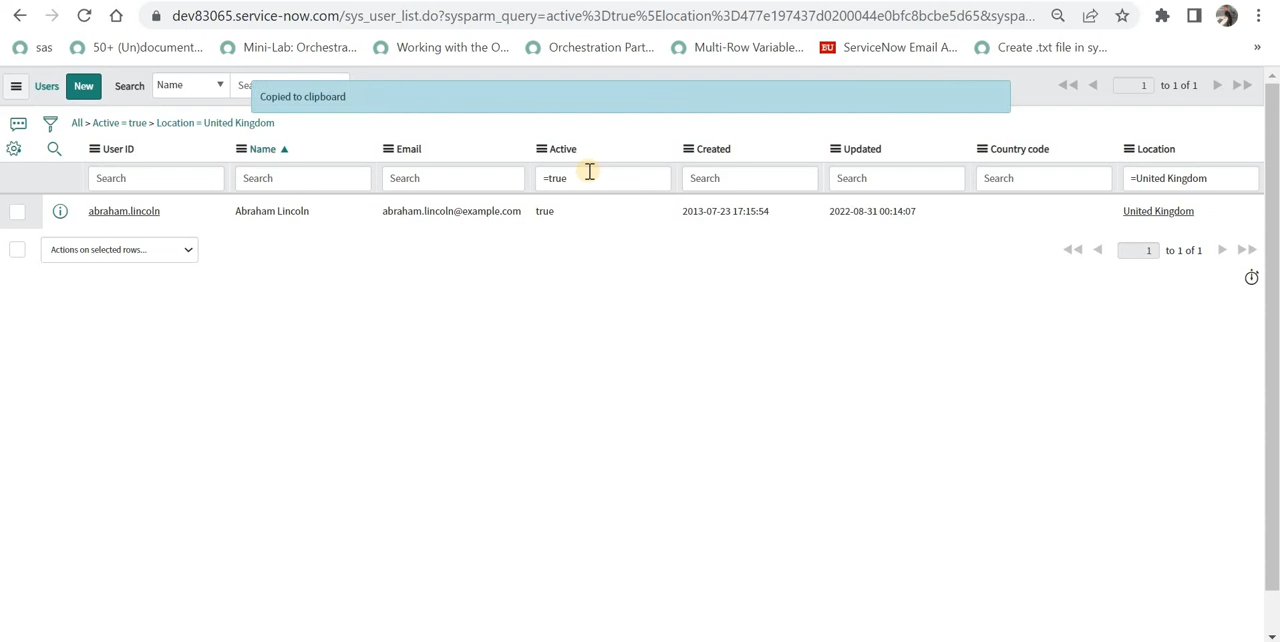 dev83065.service-now.com/sys_user_list.do?sysparm_query=active%3Dtrue%5Elocation%3D477e197437d0200044e0bfc8bcbe5d65&syspa...
sas 50+ (Un)document... Mini-Lab: Orchestra... Working with the O... Orchestration Part... Multi-Row Variable... BU ServiceNow Email A... Create .txt file in sy... »
Users New Search Name Sea 1 to 1 of 1
Copied to clipboard
All > Active = true > Location = United Kingdom
User ID Name Email Active Created Updated Country code Location
Search Search Search =true Search Search Search =United Kingdom
abraham.lincoln Abraham Lincoln abraham.lincoln@example.com true 2013-07-23 17:15:54 2022-08-31 00:14:07 United Kingdom
Actions on selected rows... 1 to 1 of 1